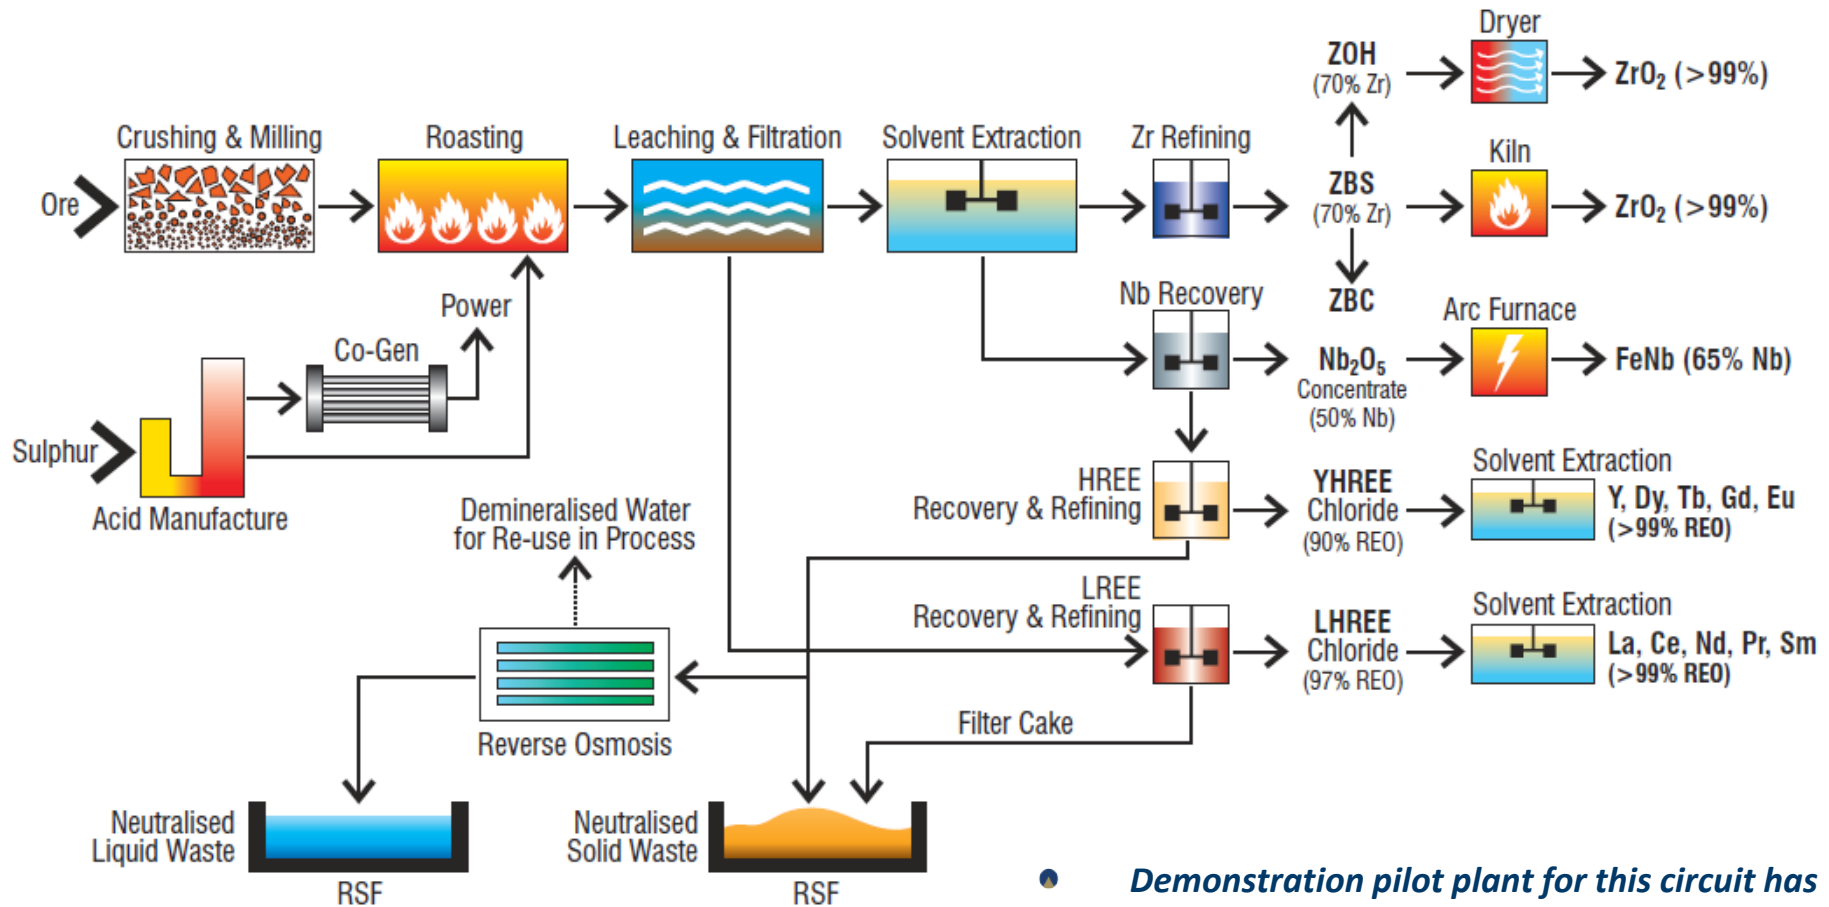 Dryer
ZOH
(70% Zr)
ZrO₂ (>99%)
Crushing & Milling
Roasting
Leaching & Filtration
Solvent Extraction
Zr Refining
Kiln
Ore
ZBS
(70% Zr)
ZrO₂ (>99%)
Power
Nb Recovery
ZBC
Arc Furnace
Co-Gen
Nb₂O₅
Concentrate
(50% Nb)
FeNb (65% Nb)
Sulphur
Acid Manufacture
Demineralised Water
for Re-use in Process
HREE
Recovery & Refining
YHREE
Chloride
(90% REO)
Solvent Extraction
Y, Dy, Tb, Gd, Eu
(>99% REO)
LREE
Recovery & Refining
LHREE
Chloride
(97% REO)
Solvent Extraction
La, Ce, Nd, Pr, Sm
(>99% REO)
Reverse Osmosis
Filter Cake
Neutralised
Liquid Waste
RSF
Neutralised
Solid Waste
RSF
Demonstration pilot plant for this circuit has